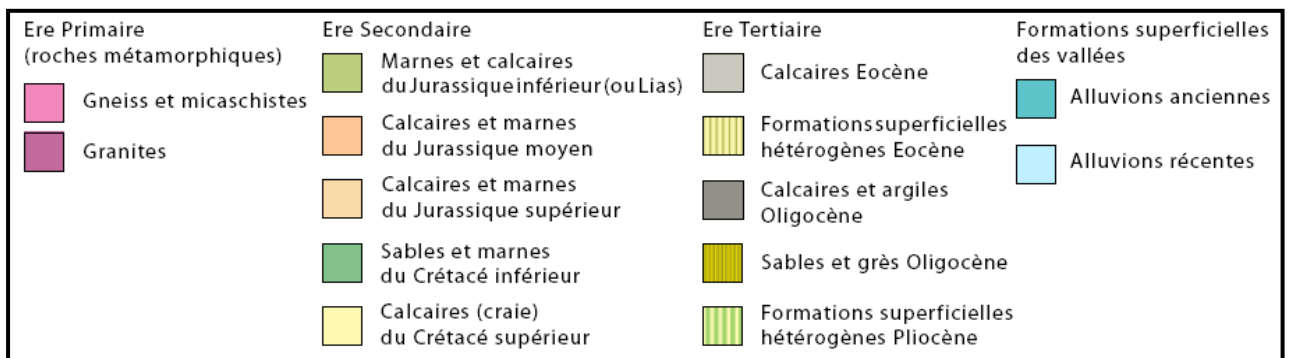 Ere Primaire
(roches métamorphiques)
Gneiss et micaschistes
Granites
Ere Secondaire
Marnes et calcaires
du Jurassique inférieur (ou Lias)
Calcaires et marnes
du Jurassique moyen
Calcaires et marnes
du Jurassique supérieur
Sables et marnes
du Crétacé inférieur
Calcaires (craie)
du Crétacé supérieur
Ere Tertiaire
Calcaires Eocène
Formations superficielles
hétérogènes Eocène
Calcaires et argiles
Oligocène
Sables et grès Oligocène
Formations superficielles
hétérogènes Pliocène
Formations superficielles
des vallées
Alluvions anciennes
Alluvions récentes